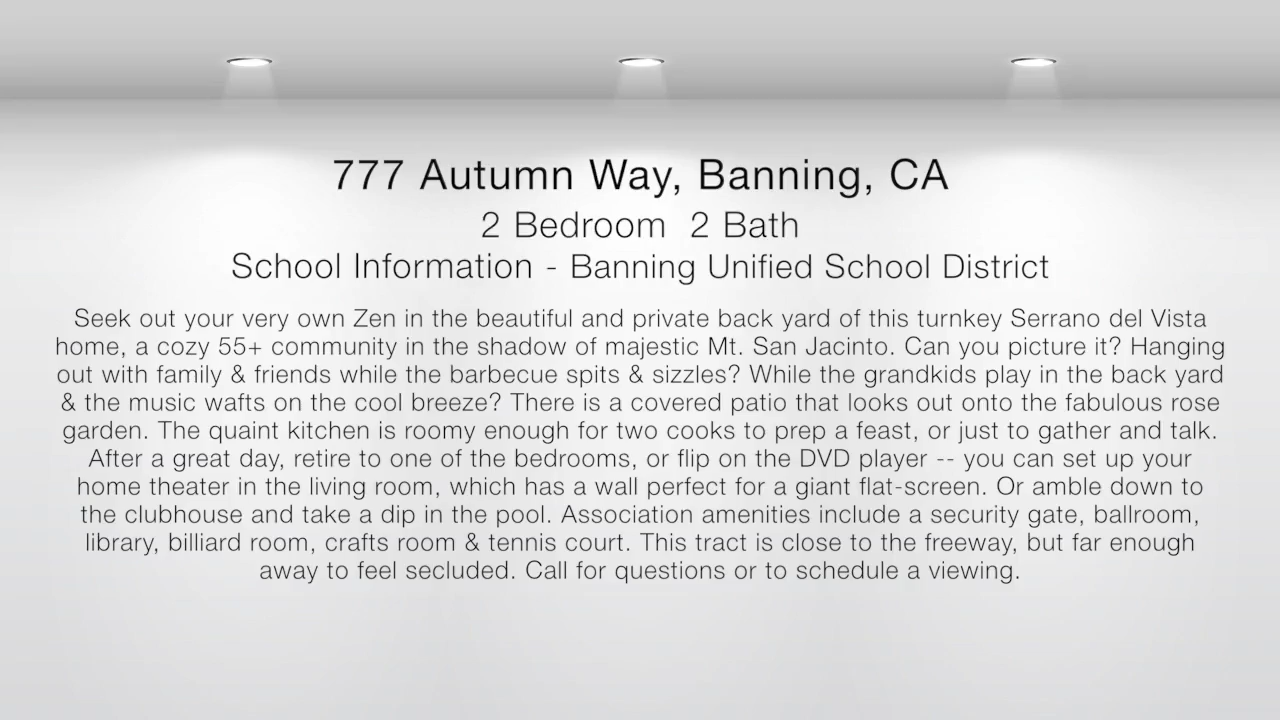 777 Autumn Way, Banning, CA
2 Bedroom  2 Bath
School Information - Banning Unified School District
Seek out your very own Zen in the beautiful and private back yard of this turnkey Serrano del Vista
home, a cozy 55+ community in the shadow of majestic Mt. San Jacinto. Can you picture it? Hanging
out with family & friends while the barbecue spits & sizzles? While the grandkids play in the back yard
& the music wafts on the cool breeze? There is a covered patio that looks out onto the fabulous rose
garden. The quaint kitchen is roomy enough for two cooks to prep a feast, or just to gather and talk.
After a great day, retire to one of the bedrooms, or flip on the DVD player -- you can set up your
home theater in the living room, which has a wall perfect for a giant flat-screen. Or amble down to
the clubhouse and take a dip in the pool. Association amenities include a security gate, ballroom,
library, billiard room, crafts room & tennis court. This tract is close to the freeway, but far enough
away to feel secluded. Call for questions or to schedule a viewing.